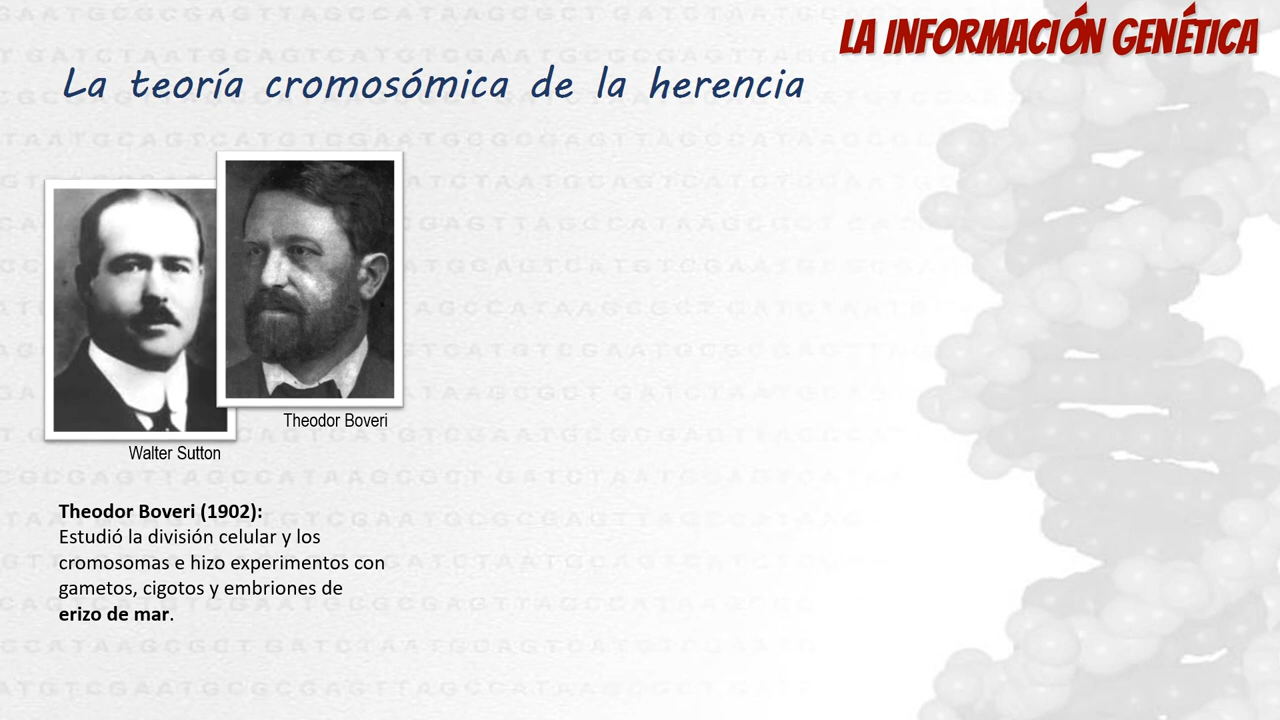 LA INFORMACIÓN GENÉTICA
La teoría cromosómica de la herencia
Theodor Boveri
Walter Sutton
Theodor Boveri (1902):
Estudió la división celular y los
cromosomas e hizo experimentos con
gametos, cigotos y embriones de
erizo de mar.